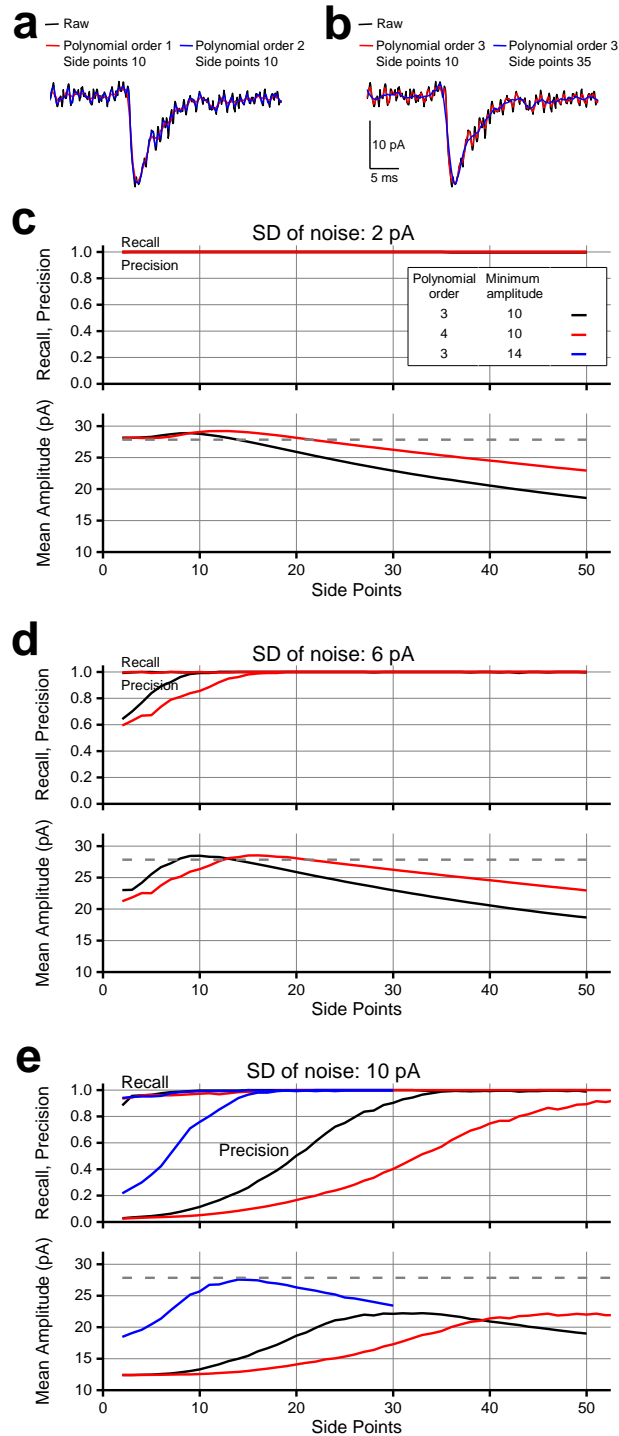 a
Raw
Polynomial order 1 Polynomial order 2
Side points 10 Side points 10
b
Raw
Polynomial order 3 Polynomial order 3
Side points 10 Side points 35
10 pA
5 ms
c
SD of noise: 2 pA
Recall
Precision
Recall, Precision
1.0
0.8
0.6
0.4
0.2
0.0
Polynomial order Minimum amplitude
3 10
4 10
3 14
Mean Amplitude (pA)
30
25
20
15
10
0 10 20 30 40 50
Side Points
d
SD of noise: 6 pA
Recall
Precision
Recall, Precision
1.0
0.8
0.6
0.4
0.2
0.0
Mean Amplitude (pA)
30
25
20
15
10
0 10 20 30 40 50
Side Points
e
SD of noise: 10 pA
Recall
Precision
Recall, Precision
1.0
0.8
0.6
0.4
0.2
0.0
Mean Amplitude (pA)
30
25
20
15
10
0 10 20 30 40 50
Side Points